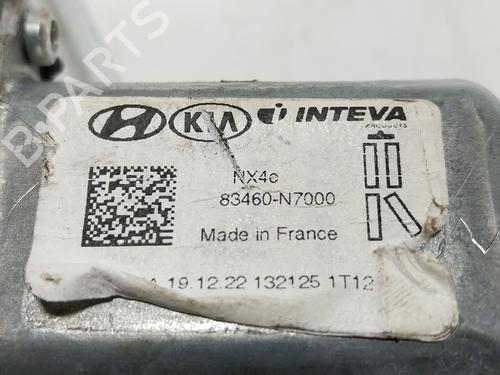 B-PARTS
KIA INTEVA
PRODUCTS
NX4e
83460-N7000
Made in France
A 19.12.22 132125 1T12